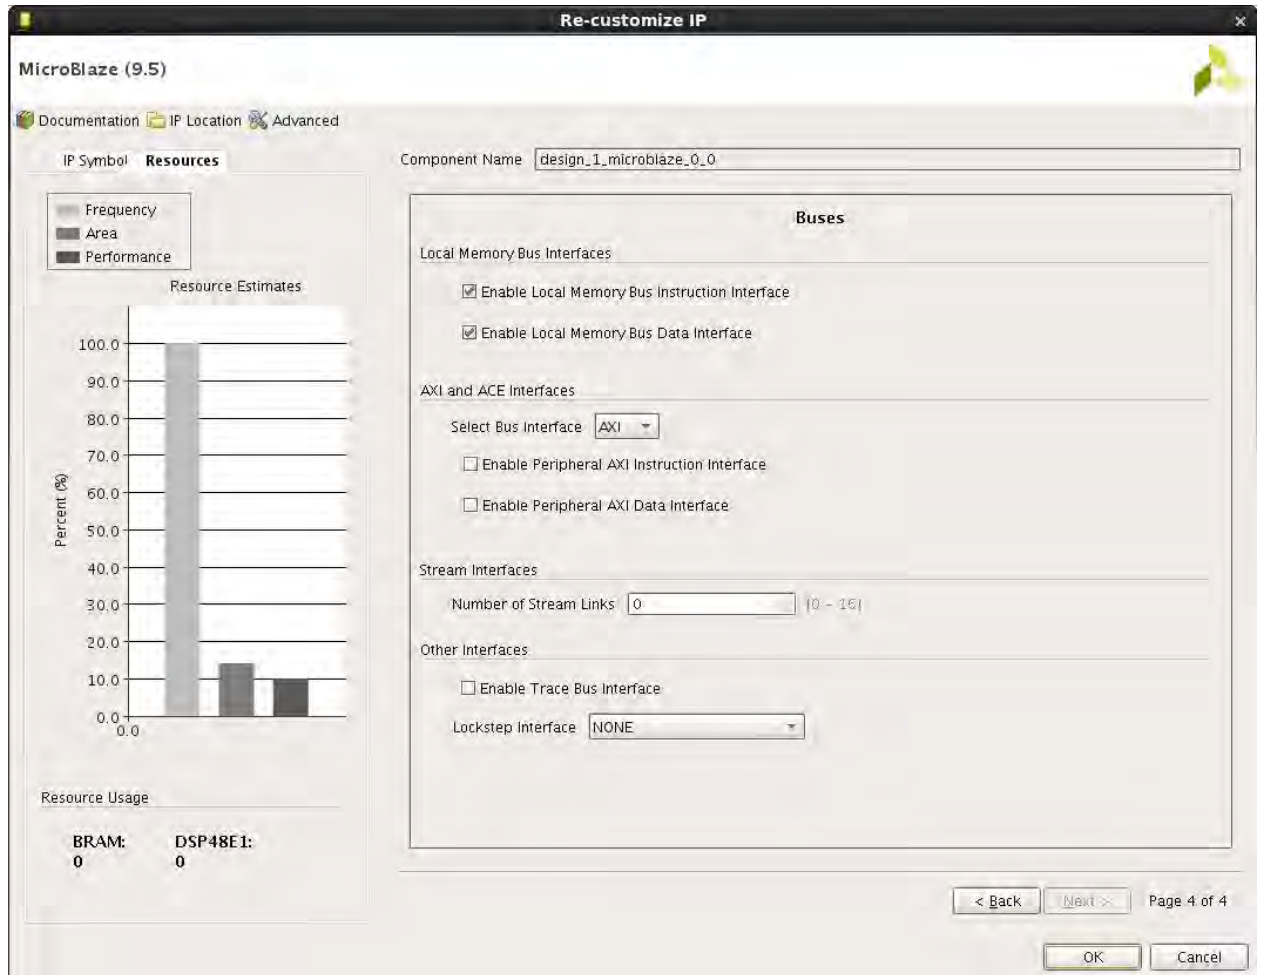 Re-customize IP
MicroBlaze (9.5)
Documentation IP Location Advanced
IP Symbol Resources
Frequency
Area
Performance
Resource Estimates
Percent (%)
100.0
90.0
80.0
70.0
60.0
50.0
40.0
30.0
20.0
10.0
0.0
0.0
Resource Usage
BRAM: DSP48E1:
0 0
Component Name design_1_microblaze_0_0
Buses
Local Memory Bus Interfaces
Enable Local Memory Bus Instruction Interface
Enable Local Memory Bus Data Interface
AXI and ACE Interfaces
Select Bus Interface AXI
Enable Peripheral AXI Instruction Interface
Enable Peripheral AXI Data Interface
Stream Interfaces
Number of Stream Links 0 [0 - 16]
Other Interfaces
Enable Trace Bus Interface
Lockstep Interface NONE
< Back Next > Page 4 of 4
OK Cancel